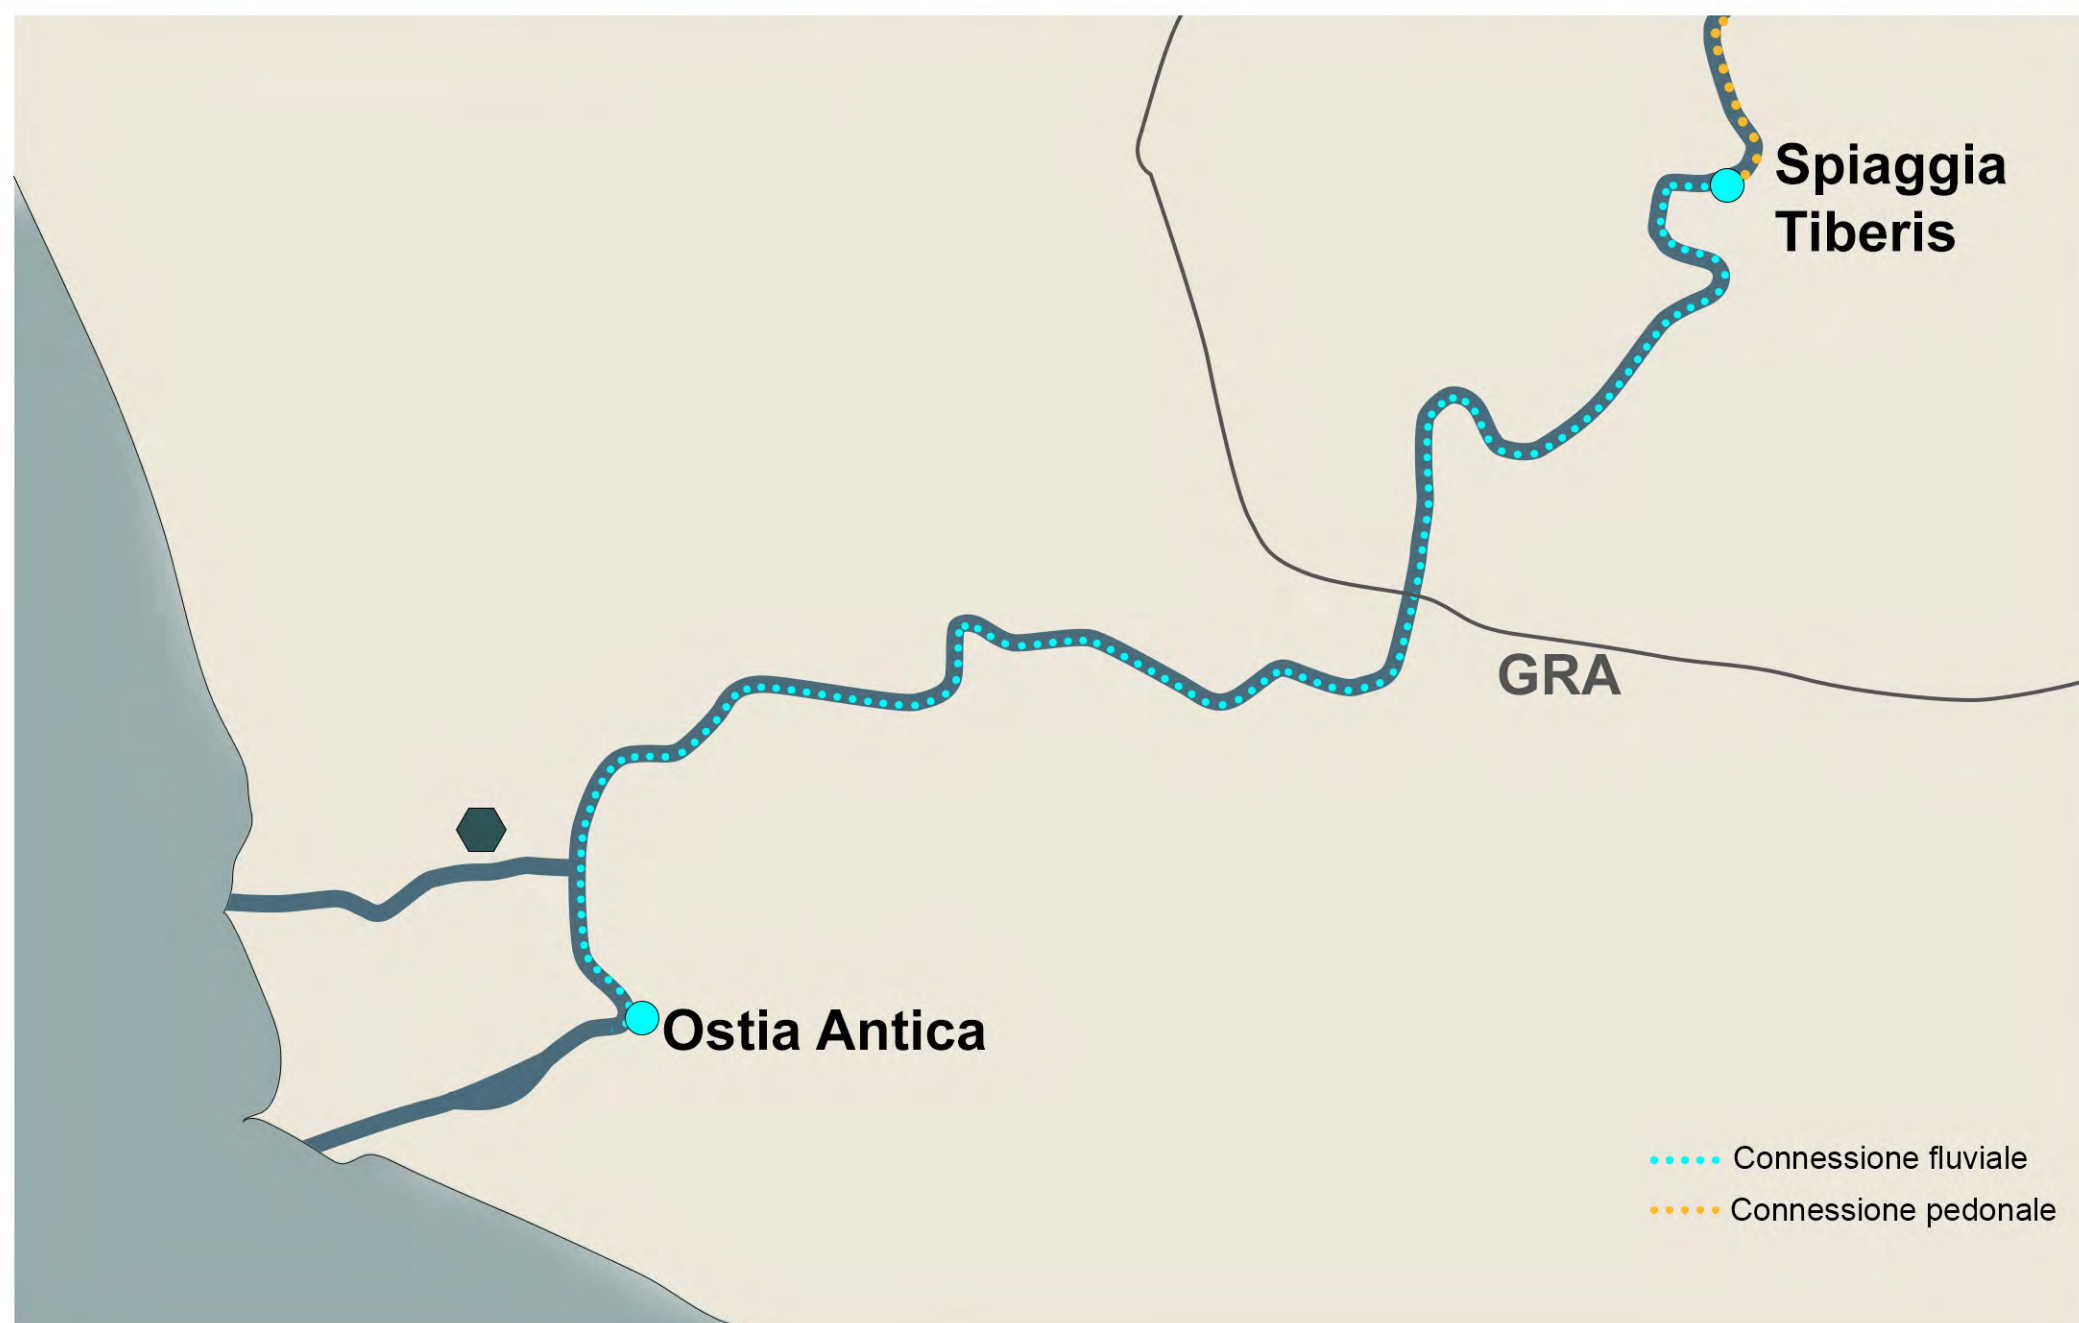 Spiaggia
Tiberis
GRA
Ostia Antica
Connessione fluviale
Connessione pedonale